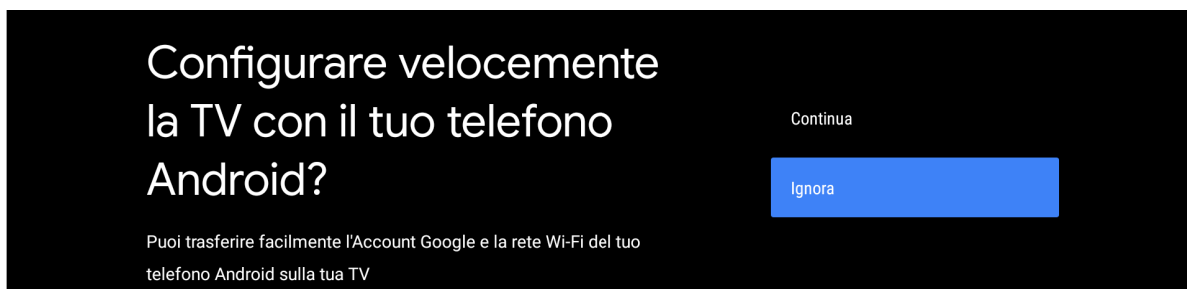 Configurare velocemente
la TV con il tuo telefono
Android?
Puoi trasferire facilmente l'Account Google e la rete Wi-Fi del tuo
telefono Android sulla tua TV
Continua
Ignora